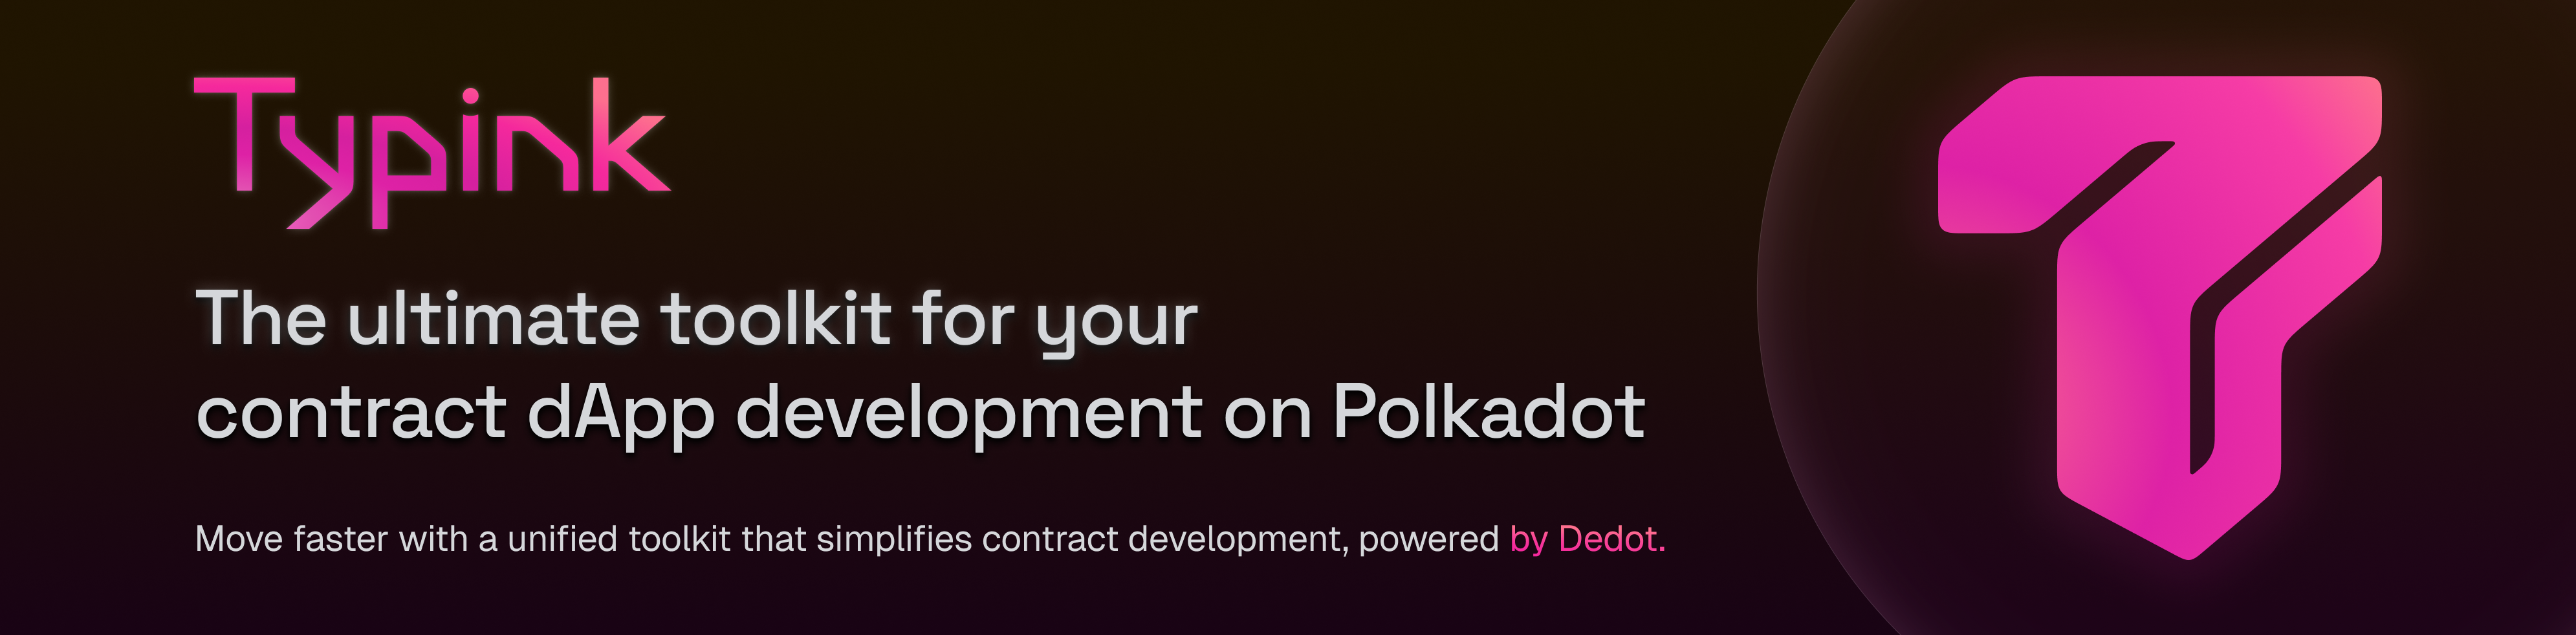 Typink
The ultimate toolkit for your
contract dApp development on Polkadot
Move faster with a unified toolkit that simplifies contract development, powered by Dedot.